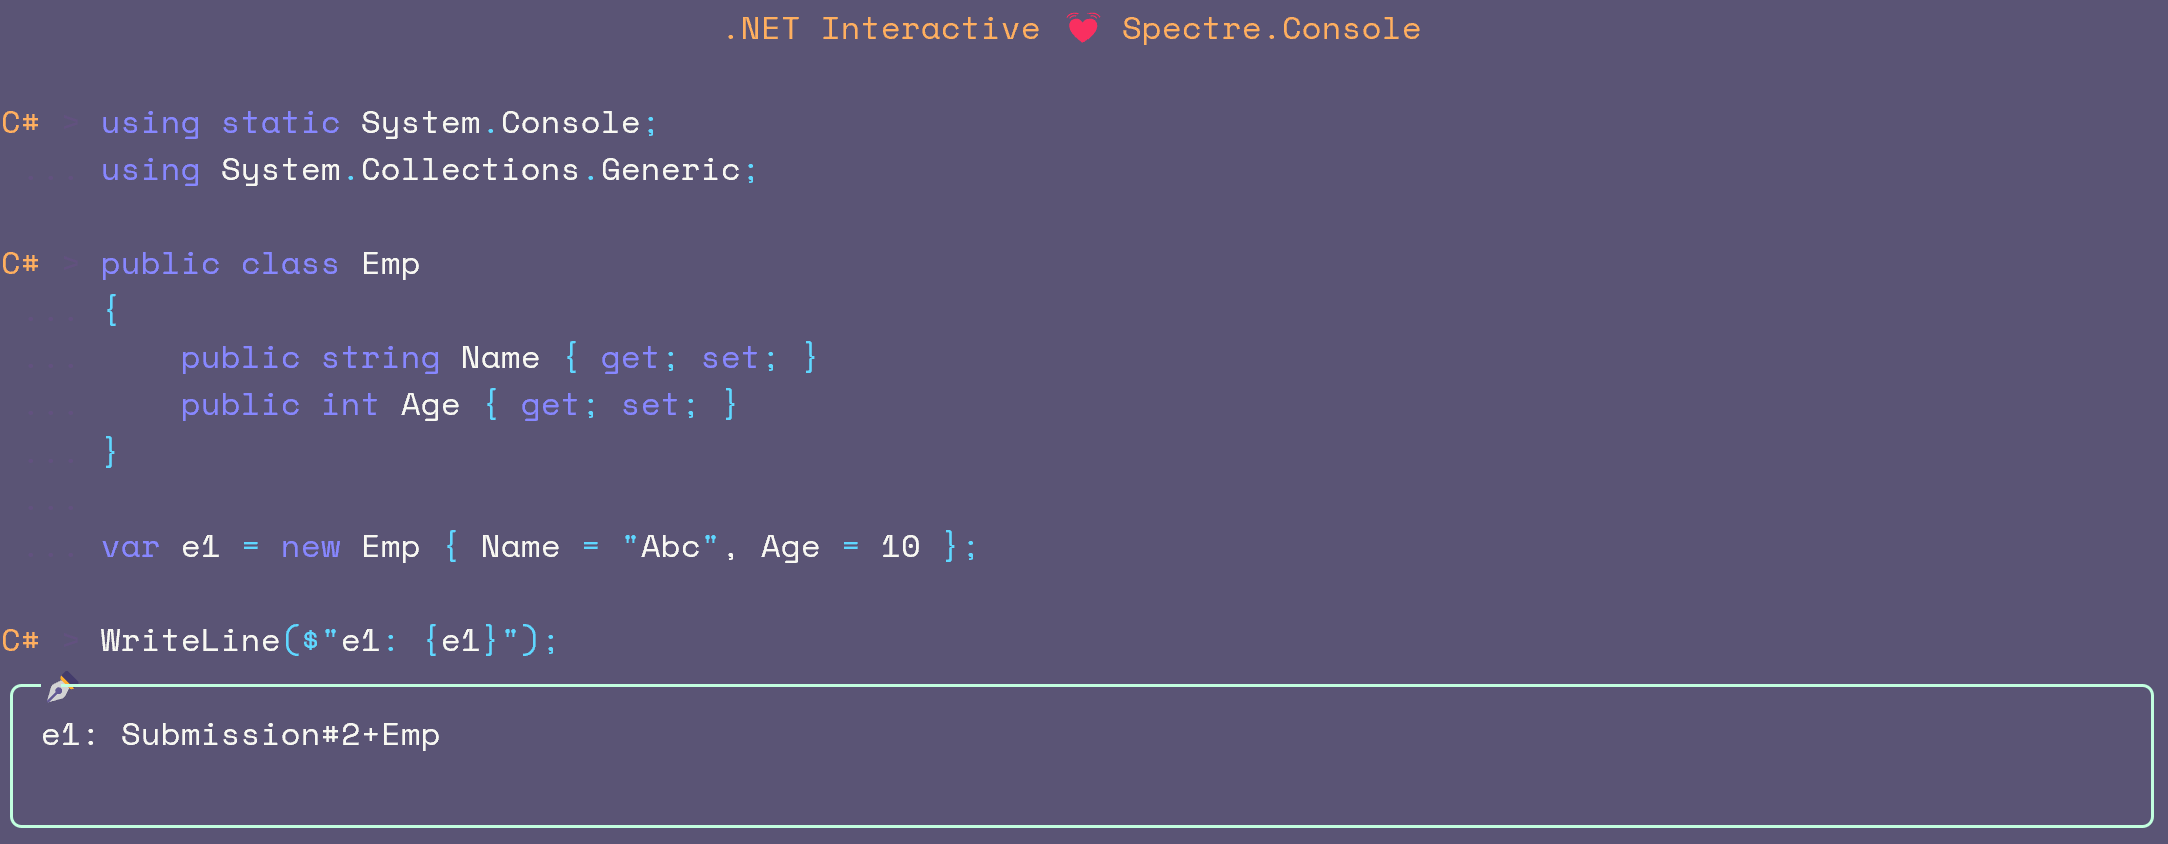 .NET Interactive 💓 Spectre.Console
C# using static System.Console;
using System.Collections.Generic;
C# public class Emp
{
    public string Name { get; set; }
    public int Age { get; set; }
}
var e1 = new Emp { Name = "Abc", Age = 10 };
C# WriteLine($"e1: {e1}");
e1: Submission#2+Emp